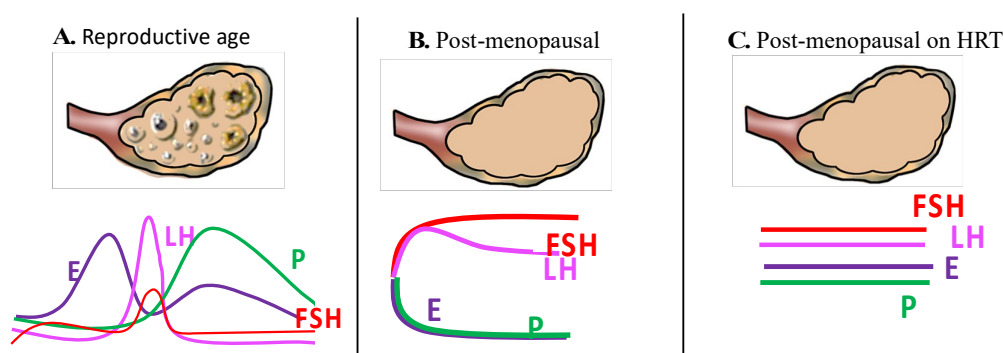 A. Reproductive age
E
LH
P
FSH
B. Post-menopausal
FSH
LH
E
P
C. Post-menopausal on HRT
FSH
LH
E
P